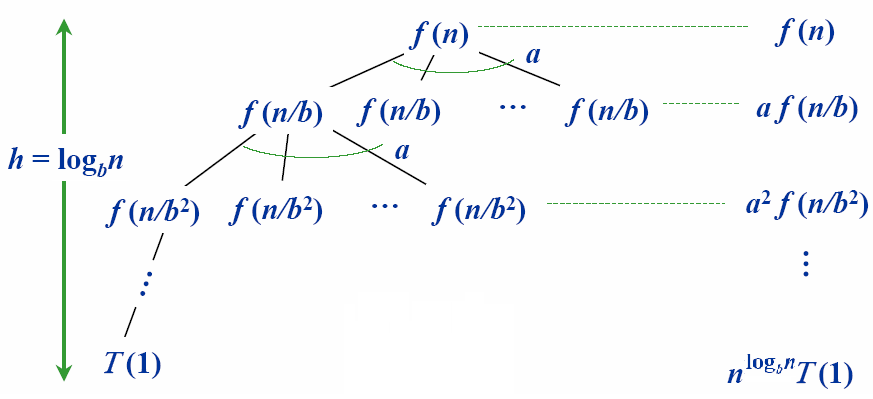 f (n) f (n)
a
f (n/b) f (n/b) ... f (n/b) a f (n/b)
a
h = log_b n
f (n/b²) f (n/b²) ... f (n/b²) a² f (n/b²)
⋮ ⋮
T(1) n^{log_b n} T(1)